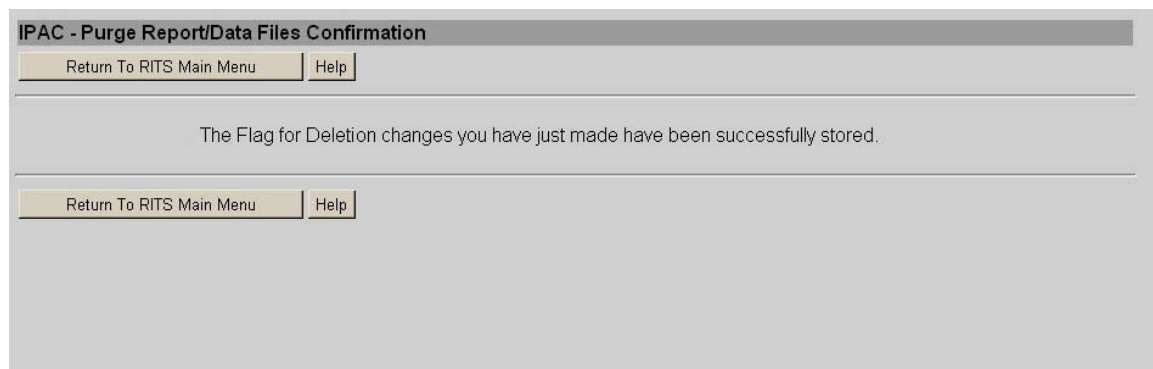 IPAC - Purge Report/Data Files Confirmation
Return To RITS Main Menu Help
The Flag for Deletion changes you have just made have been successfully stored.
Return To RITS Main Menu Help